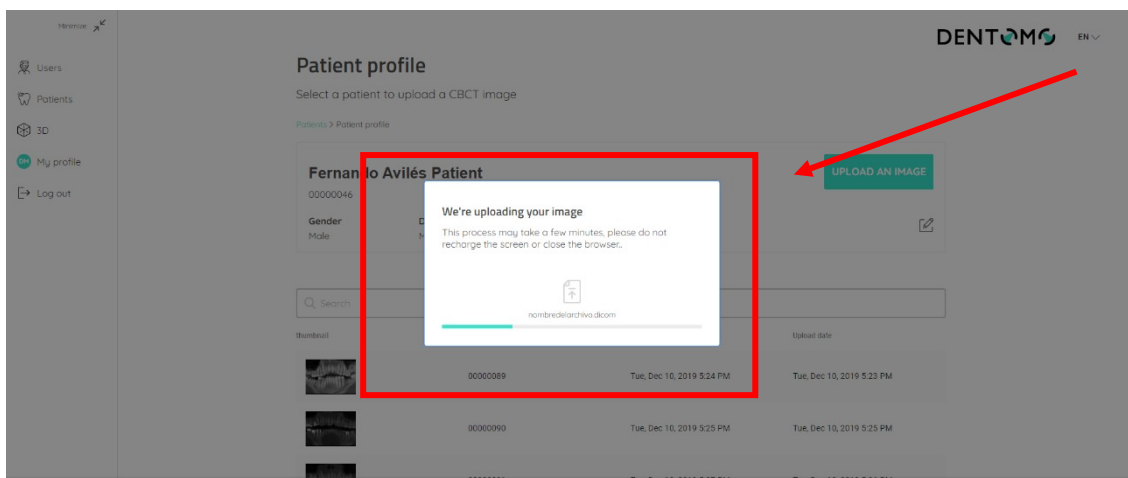 Minimize
DENTOMO
EN
Users
Patients
3D
DM My profile
Log out
Patient profile
Select a patient to upload a CBCT image
Patients > Patient profile
Fernando Avilés Patient
UPLOAD AN IMAGE
00000046
Gender
Male
We're uploading your image
This process may take a few minutes, please do not
recharge the screen or close the browser..
nombredelarchivo.dicom
Search
thumbnail
Upload date
00000089
Tue, Dec 10, 2019 5:24 PM
Tue, Dec 10, 2019 5:23 PM
00000090
Tue, Dec 10, 2019 5:25 PM
Tue, Dec 10, 2019 5:25 PM